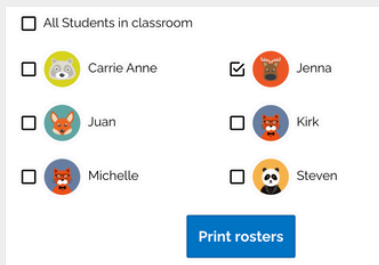 All Students in classroom
Carrie Anne
Jenna
Juan
Kirk
Michelle
Steven
Print rosters